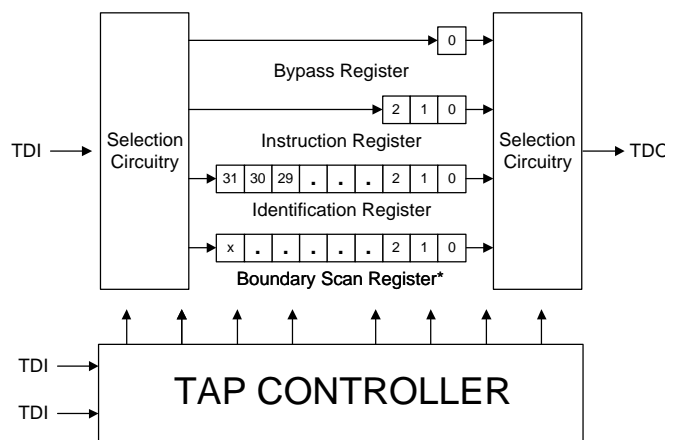 0
Bypass Register
2 1 0
Instruction Register
TDI
Selection
Circuitry
Selection
Circuitry
TDO
31 30 29 . . . 2 1 0
Identification Register
x . . . . . 2 1 0
Boundary Scan Register*
TDI
TDI
TAP CONTROLLER